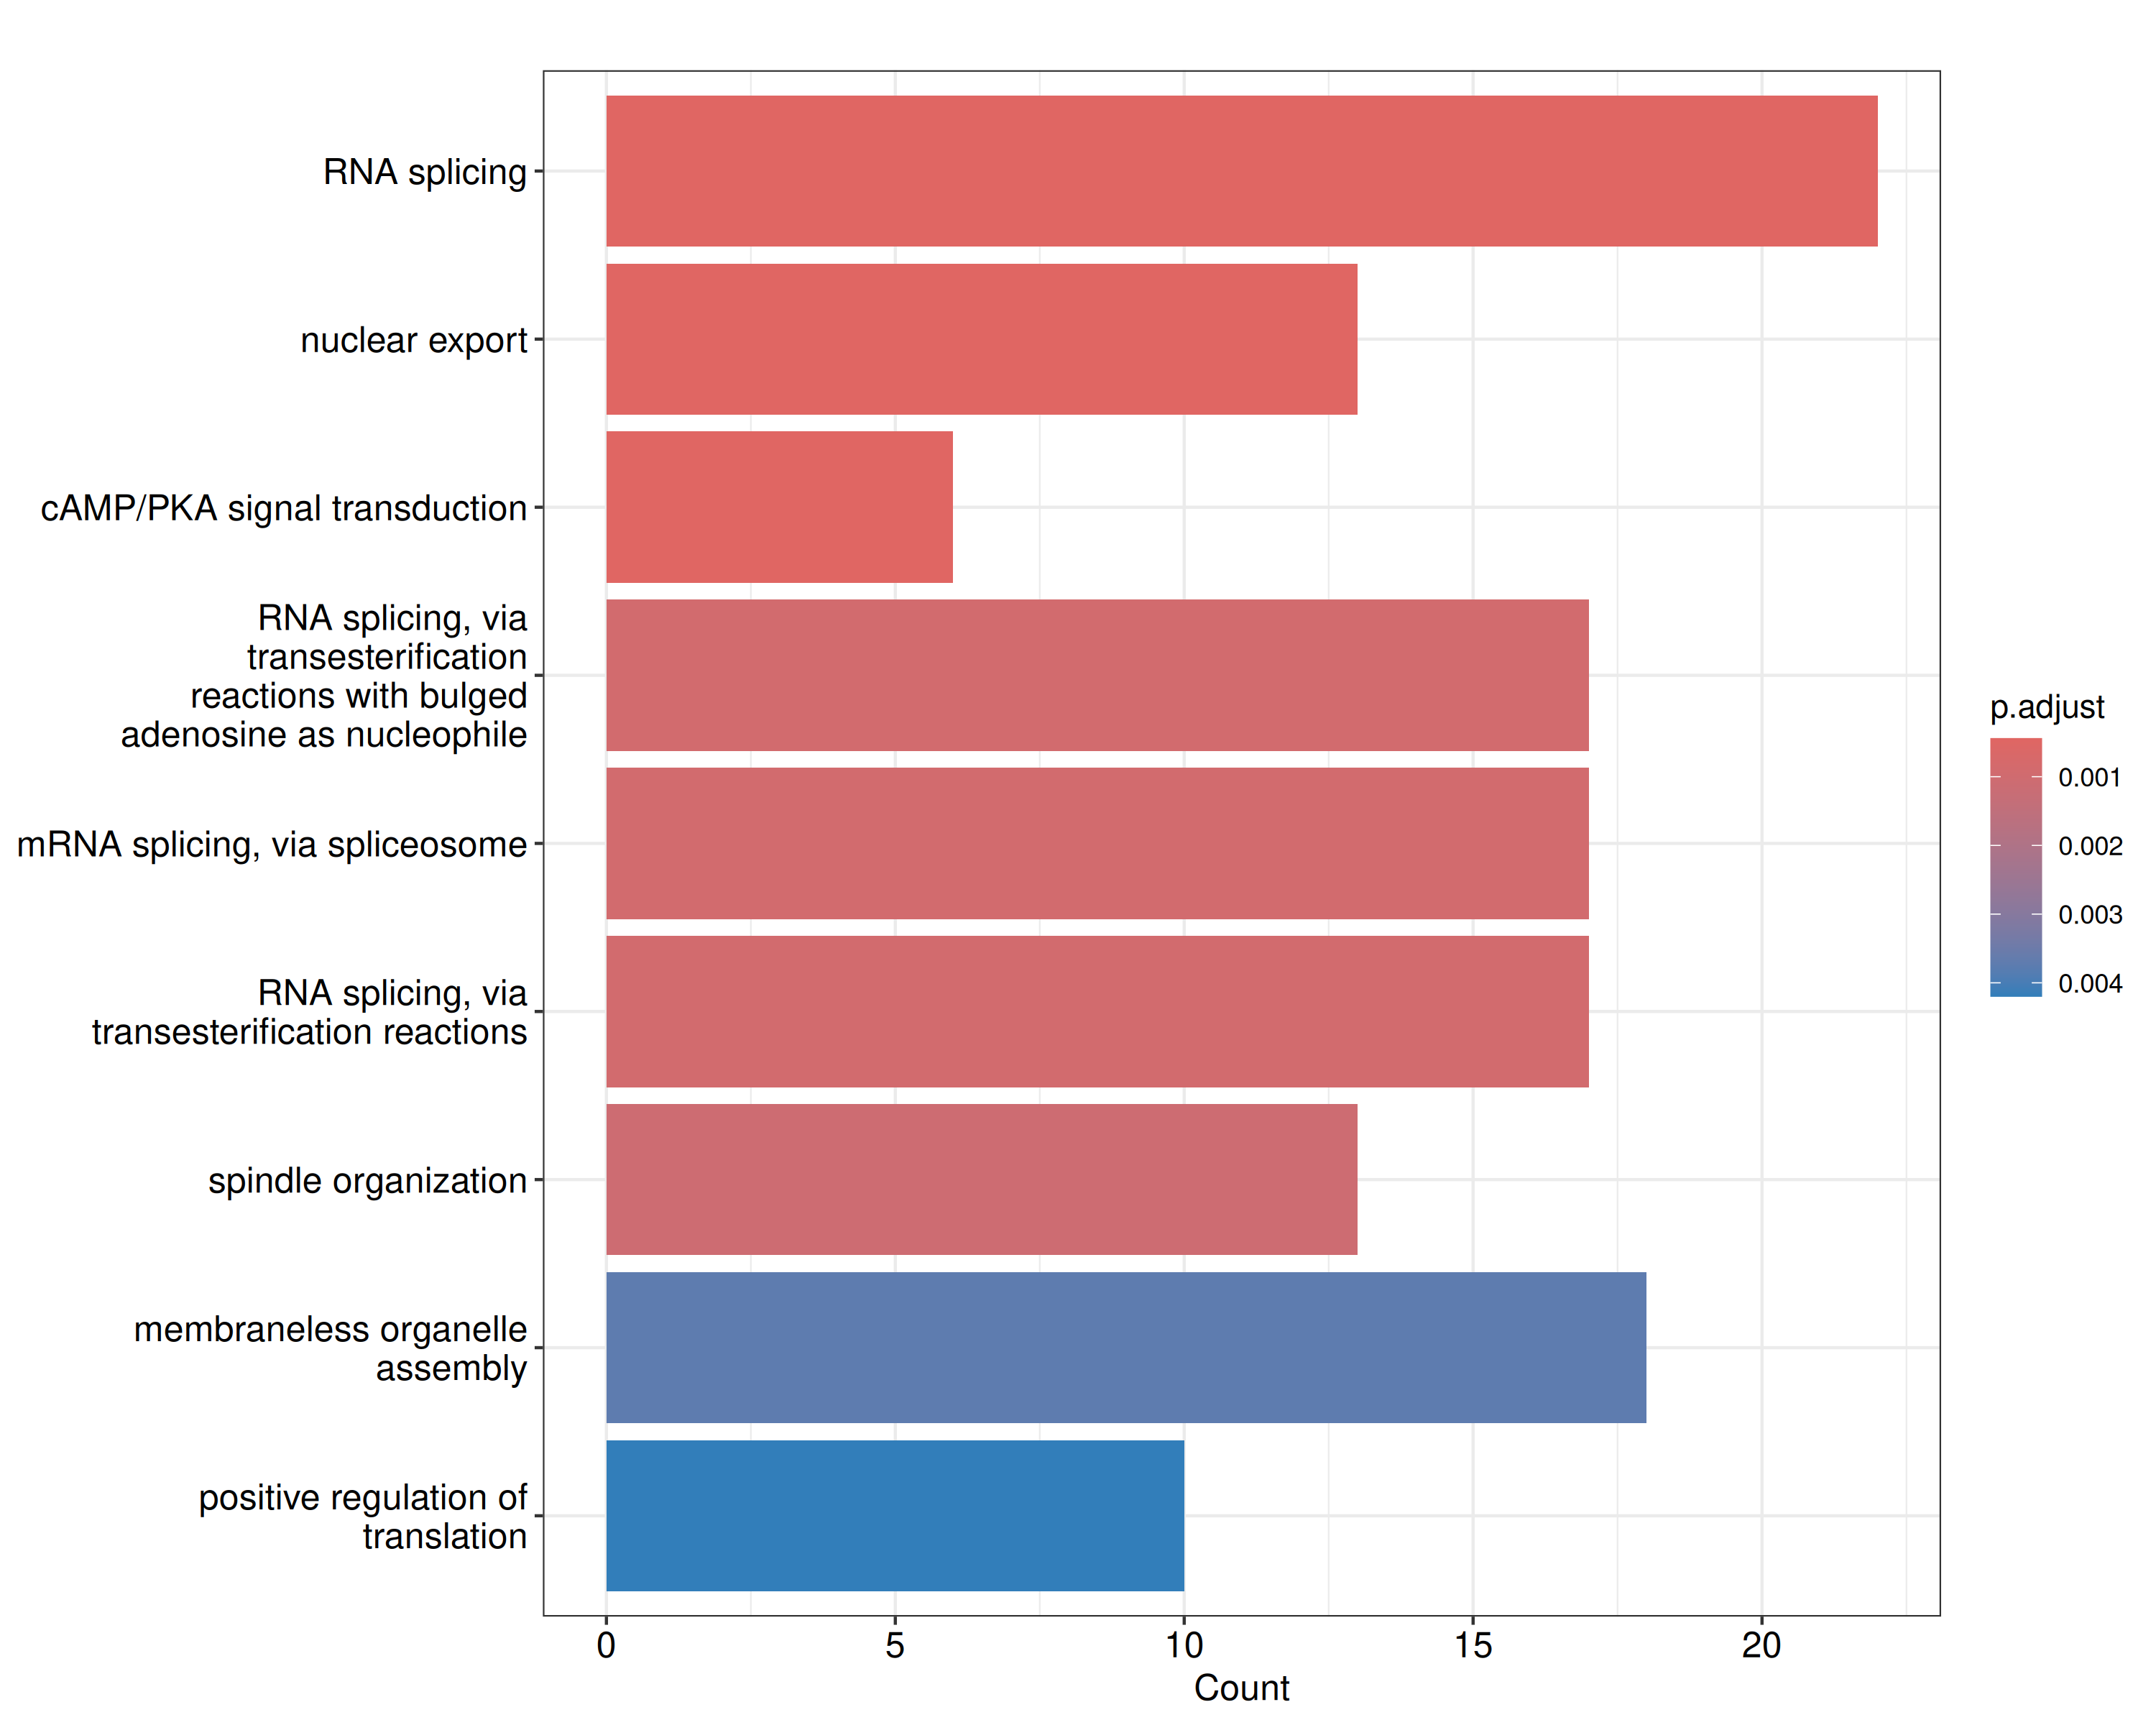 RNA splicing
nuclear export
cAMP/PKA signal transduction
RNA splicing, via
transesterification
reactions with bulged
adenosine as nucleophile
mRNA splicing, via spliceosome
RNA splicing, via
transesterification reactions
spindle organization
membraneless organelle
assembly
positive regulation of
translation
0 5 10 15 20
Count
p.adjust
0.001
0.002
0.003
0.004